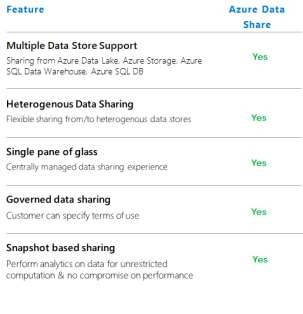 Feature
Azure Data
Share
Multiple Data Store Support
Sharing from Azure Data Lake, Azure Storage, Azure
SQL Data Warehouse, Azure SQL DB
Yes
Heterogenous Data Sharing
Flexible sharing from/to heterogenous data stores
Yes
Single pane of glass
Centrally managed data sharing experience
Yes
Governed data sharing
Customer can specify terms of use
Yes
Snapshot based sharing
Perform analytics on data for unrestricted
computation & no compromise on performance
Yes